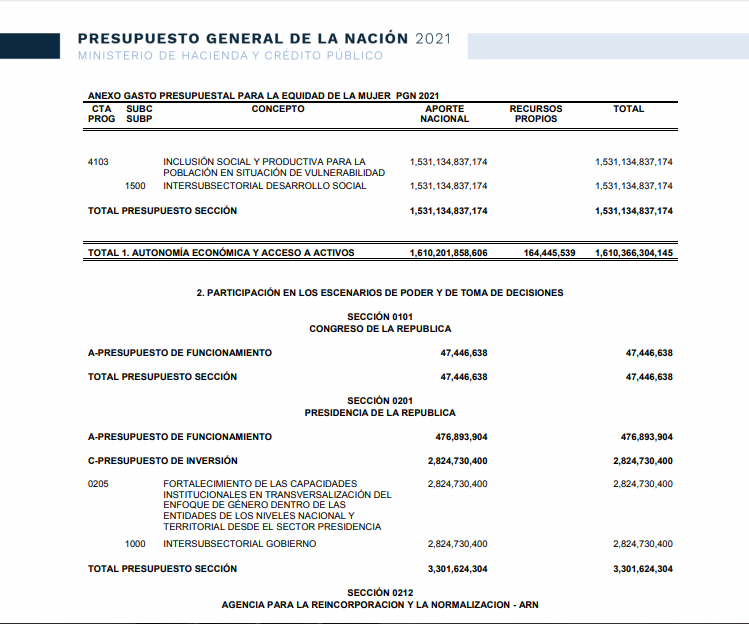 PRESUPUESTO GENERAL DE LA NACIÓN 2021
MINISTERIO DE HACIENDA Y CRÉDITO PÚBLICO
ANEXO GASTO PRESUPUESTAL PARA LA EQUIDAD DE LA MUJER PGN 2021
CTA SUBC CONCEPTO APORTE RECURSOS TOTAL
PROG SUBP NACIONAL PROPIOS
4103 INCLUSIÓN SOCIAL Y PRODUCTIVA PARA LA 1,531,134,837,174 1,531,134,837,174
POBLACIÓN EN SITUACIÓN DE VULNERABILIDAD
1500 INTERSUBSECTORIAL DESARROLLO SOCIAL 1,531,134,837,174 1,531,134,837,174
TOTAL PRESUPUESTO SECCIÓN 1,531,134,837,174 1,531,134,837,174
TOTAL 1. AUTONOMÍA ECONÓMICA Y ACCESO A ACTIVOS 1,610,201,858,606 164,445,539 1,610,366,304,145
2. PARTICIPACIÓN EN LOS ESCENARIOS DE PODER Y DE TOMA DE DECISIONES
SECCIÓN 0101
CONGRESO DE LA REPUBLICA
A-PRESUPUESTO DE FUNCIONAMIENTO 47,446,638 47,446,638
TOTAL PRESUPUESTO SECCIÓN 47,446,638 47,446,638
SECCIÓN 0201
PRESIDENCIA DE LA REPUBLICA
A-PRESUPUESTO DE FUNCIONAMIENTO 476,893,904 476,893,904
C-PRESUPUESTO DE INVERSIÓN 2,824,730,400 2,824,730,400
0205 FORTALECIMIENTO DE LAS CAPACIDADES 2,824,730,400 2,824,730,400
INSTITUCIONALES EN TRANSVERSALIZACIÓN DEL
ENFOQUE DE GÉNERO DENTRO DE LAS
ENTIDADES DE LOS NIVELES NACIONAL Y
TERRITORIAL DESDE EL SECTOR PRESIDENCIA
1000 INTERSUBSECTORIAL GOBIERNO 2,824,730,400 2,824,730,400
TOTAL PRESUPUESTO SECCIÓN 3,301,624,304 3,301,624,304
SECCIÓN 0212
AGENCIA PARA LA REINCORPORACION Y LA NORMALIZACION - ARN